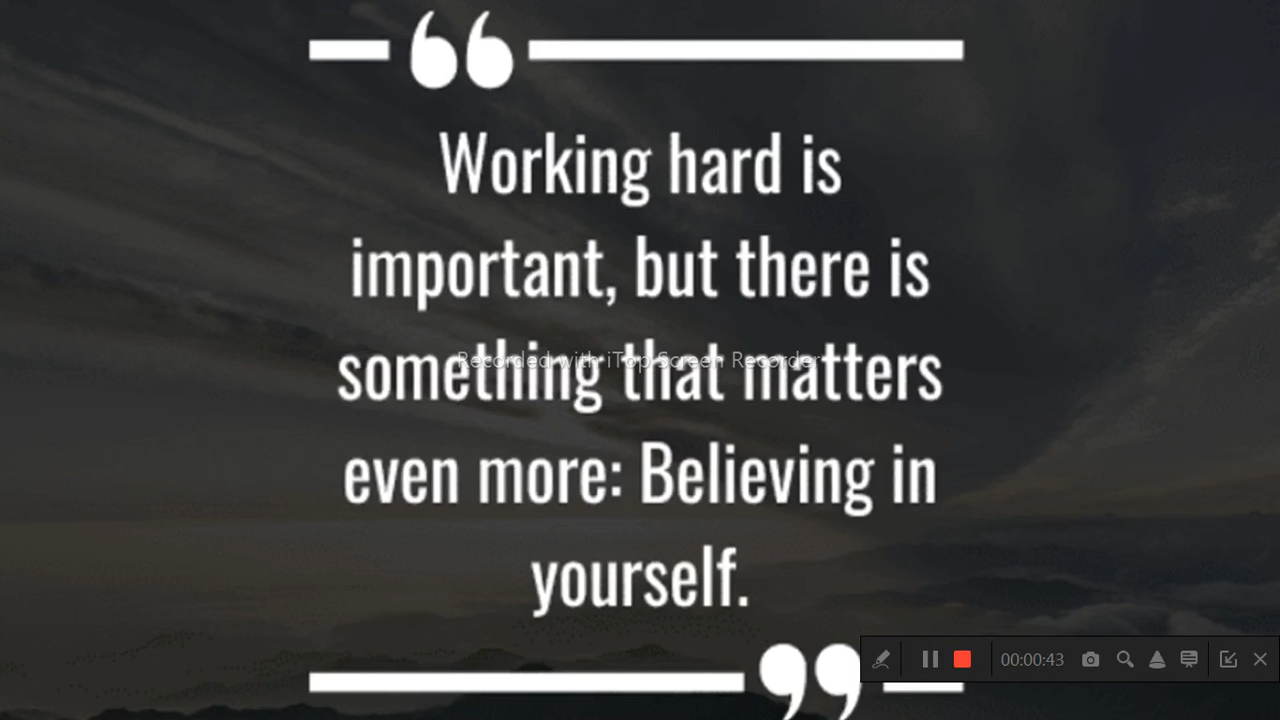 Working hard is
important, but there is
Recorded with iTop Screen Recorder
something that matters
even more: Believing in
yourself.
00:00:43